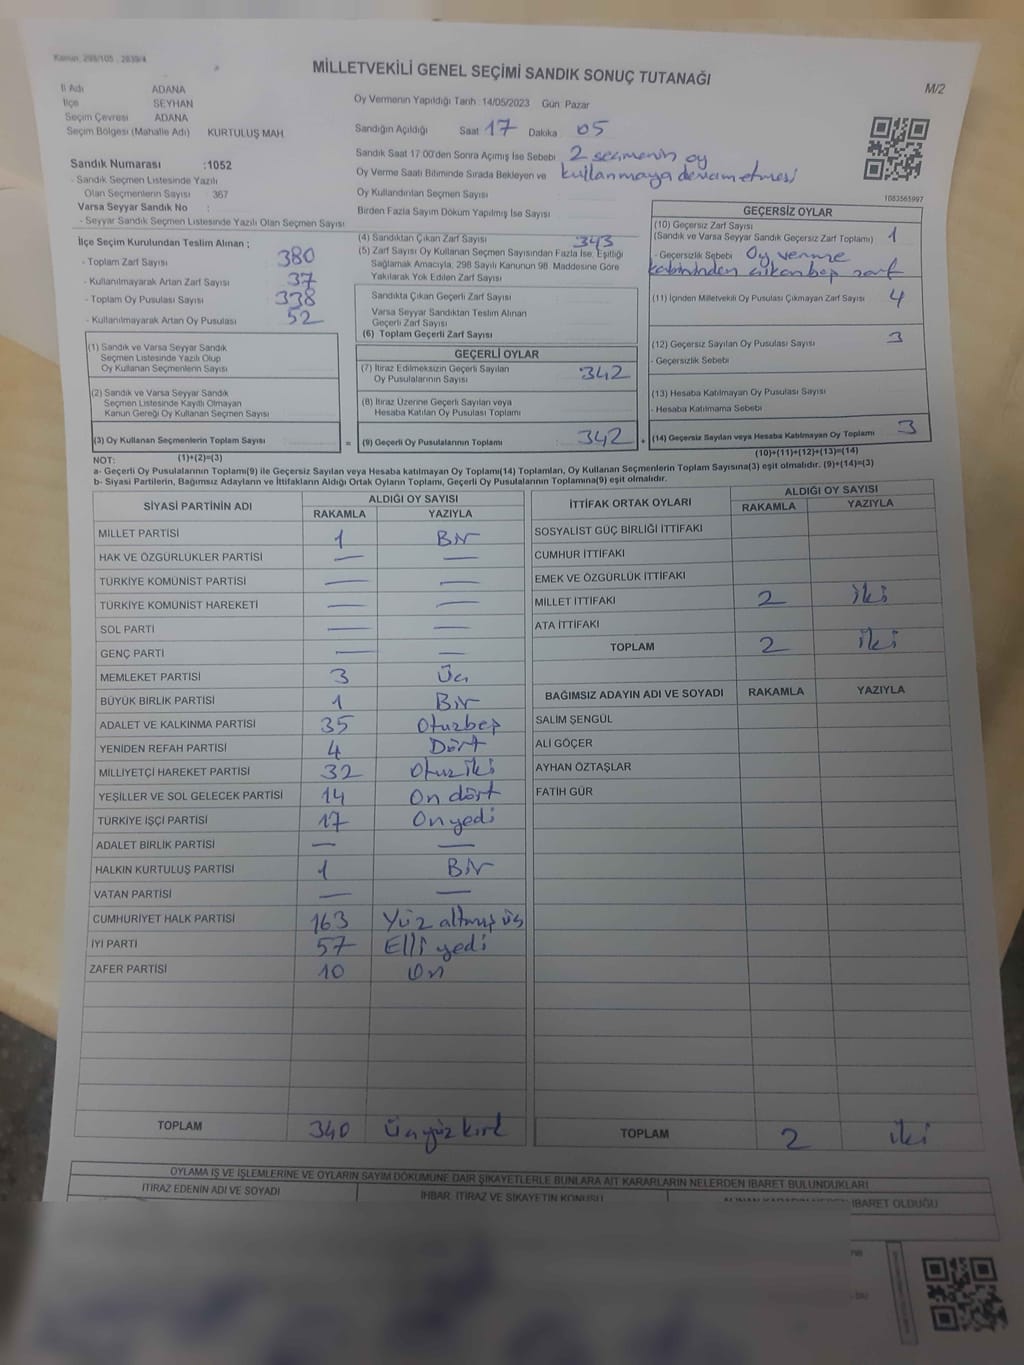 Kanun: 298/105 - 2839/4
MİLLETVEKİLİ GENEL SEÇİMİ SANDIK SONUÇ TUTANAĞI
M/2
İl Adı ADANA
İlçe SEYHAN
Seçim Çevresi ADANA
Seçim Bölgesi (Mahalle Adı) KURTULUŞ MAH.
Oy Vermenin Yapıldığı Tarih :14/05/2023 Gün: Pazar
Sandığın Açıldığı Saat 17 Dakika 05
Sandık Saat 17:00'den Sonra Açmış İse Sebebi 2 seçmenin oy
Oy Verme Saati Bitiminde Sırada Bekleyen ve kullanmaya devam etmesi
Oy Kullandırılan Seçmen Sayısı
Birden Fazla Sayım Döküm Yapılmış İse Sayısı
1083565997
Sandık Numarası :1052
- Sandık Seçmen Listesinde Yazılı
Olan Seçmenlerin Sayısı : 367
Varsa Seyyar Sandık No :
- Seyyar Sandık Seçmen Listesinde Yazılı Olan Seçmen Sayısı
İlçe Seçim Kurulundan Teslim Alınan ;
- Toplam Zarf Sayısı 380
- Kullanılmayarak Artan Zarf Sayısı 37
- Toplam Oy Pusulası Sayısı 338
- Kullanılmayarak Artan Oy Pusulası 52
(1) Sandık ve Varsa Seyyar Sandık
Seçmen Listesinde Yazılı Olup
Oy Kullanan Seçmenlerin Sayısı
(2) Sandık ve Varsa Seyyar Sandık
Seçmen Listesinde Kayıtlı Olmayan
Kanun Gereği Oy Kullanan Seçmen Sayısı
(3) Oy Kullanan Seçmenlerin Toplam Sayısı =
(1)+(2)=(3)
(4) Sandıktan Çıkan Zarf Sayısı 343
(5) Zarf Sayısı Oy Kullanan Seçmen Sayısından Fazla İse, Eşitliği
Sağlamak Amacıyla; 298 Sayılı Kanunun 98. Maddesine Göre
Yakılarak Yok Edilen Zarf Sayısı
Sandıkta Çıkan Geçerli Zarf Sayısı
Varsa Seyyar Sandıktan Teslim Alınan
Geçerli Zarf Sayısı
(6) Toplam Geçerli Zarf Sayısı
GEÇERLİ OYLAR
(7) İtiraz Edilmeksizin Geçerli Sayılan
Oy Pusulalarının Sayısı 342
(8) İtiraz Üzerine Geçerli Sayılan veya
Hesaba Katılan Oy Pusulası Toplamı
(9) Geçerli Oy Pusulalarının Toplamı 342 +
GEÇERSİZ OYLAR
(10) Geçersiz Zarf Sayısı
(Sandık ve Varsa Seyyar Sandık Geçersiz Zarf Toplamı) 1
- Geçersizlik Sebebi Oy verme
kabininden çıkan boş zarf
(11) İçinden Milletvekili Oy Pusulası Çıkmayan Zarf Sayısı 4
(12) Geçersiz Sayılan Oy Pusulası Sayısı 3
- Geçersizlik Sebebi
(13) Hesaba Katılmayan Oy Pusulası Sayısı
- Hesaba Katılmama Sebebi
(14) Geçersiz Sayılan veya Hesaba Katılmayan Oy Toplamı 3
(10)+(11)+(12)+(13)=(14)
NOT:
a- Geçerli Oy Pusulalarının Toplamı(9) ile Geçersiz Sayılan veya Hesaba katılmayan Oy Toplamı(14) Toplamları, Oy Kullanan Seçmenlerin Toplam Sayısına(3) eşit olmalıdır. (9)+(14)=(3)
b- Siyasi Partilerin, Bağımsız Adayların ve İttifakların Aldığı Ortak Oyların Toplamı, Geçerli Oy Pusulalarının Toplamına(9) eşit olmalıdır.
SİYASİ PARTİNİN ADI ALDIĞI OY SAYISI
RAKAMLA YAZIYLA
MİLLET PARTİSİ 1 Bir
HAK VE ÖZGÜRLÜKLER PARTİSİ — —
TÜRKİYE KOMÜNİST PARTİSİ — —
TÜRKİYE KOMÜNİST HAREKETİ — —
SOL PARTİ — —
GENÇ PARTİ — —
MEMLEKET PARTİSİ 3 Üç
BÜYÜK BİRLİK PARTİSİ 1 Bir
ADALET VE KALKINMA PARTİSİ 35 Otuzbeş
YENİDEN REFAH PARTİSİ 4 Dört
MİLLİYETÇİ HAREKET PARTİSİ 32 Otuz iki
YEŞİLLER VE SOL GELECEK PARTİSİ 14 On dört
TÜRKİYE İŞÇİ PARTİSİ 17 On yedi
ADALET BİRLİK PARTİSİ — —
HALKIN KURTULUŞ PARTİSİ 1 Bir
VATAN PARTİSİ — —
CUMHURİYET HALK PARTİSİ 163 Yüz altmış üç
İYİ PARTİ 57 Elli yedi
ZAFER PARTİSİ 10 On
TOPLAM 340 Üçyüz kırk
İTTİFAK ORTAK OYLARI ALDIĞI OY SAYISI
RAKAMLA YAZIYLA
SOSYALİST GÜÇ BİRLİĞİ İTTİFAKI
CUMHUR İTTİFAKI
EMEK VE ÖZGÜRLÜK İTTİFAKI
MİLLET İTTİFAKI 2 iki
ATA İTTİFAKI
TOPLAM 2 iki
BAĞIMSIZ ADAYIN ADI VE SOYADI RAKAMLA YAZIYLA
SALİM ŞENGÜL
ALİ GÖÇER
AYHAN ÖZTAŞLAR
FATİH GÜR
TOPLAM 2 iki
OYLAMA İŞ VE İŞLEMLERİNE VE OYLARIN SAYIM DÖKÜMÜNE DAİR ŞİKAYETLERLE BUNLARA AİT KARARLARIN NELERDEN İBARET BULUNDUKLARI
İTİRAZ EDENİN ADI VE SOYADI İHBAR, İTİRAZ VE ŞİKAYETİN KONUSU İBARET OLDUĞU